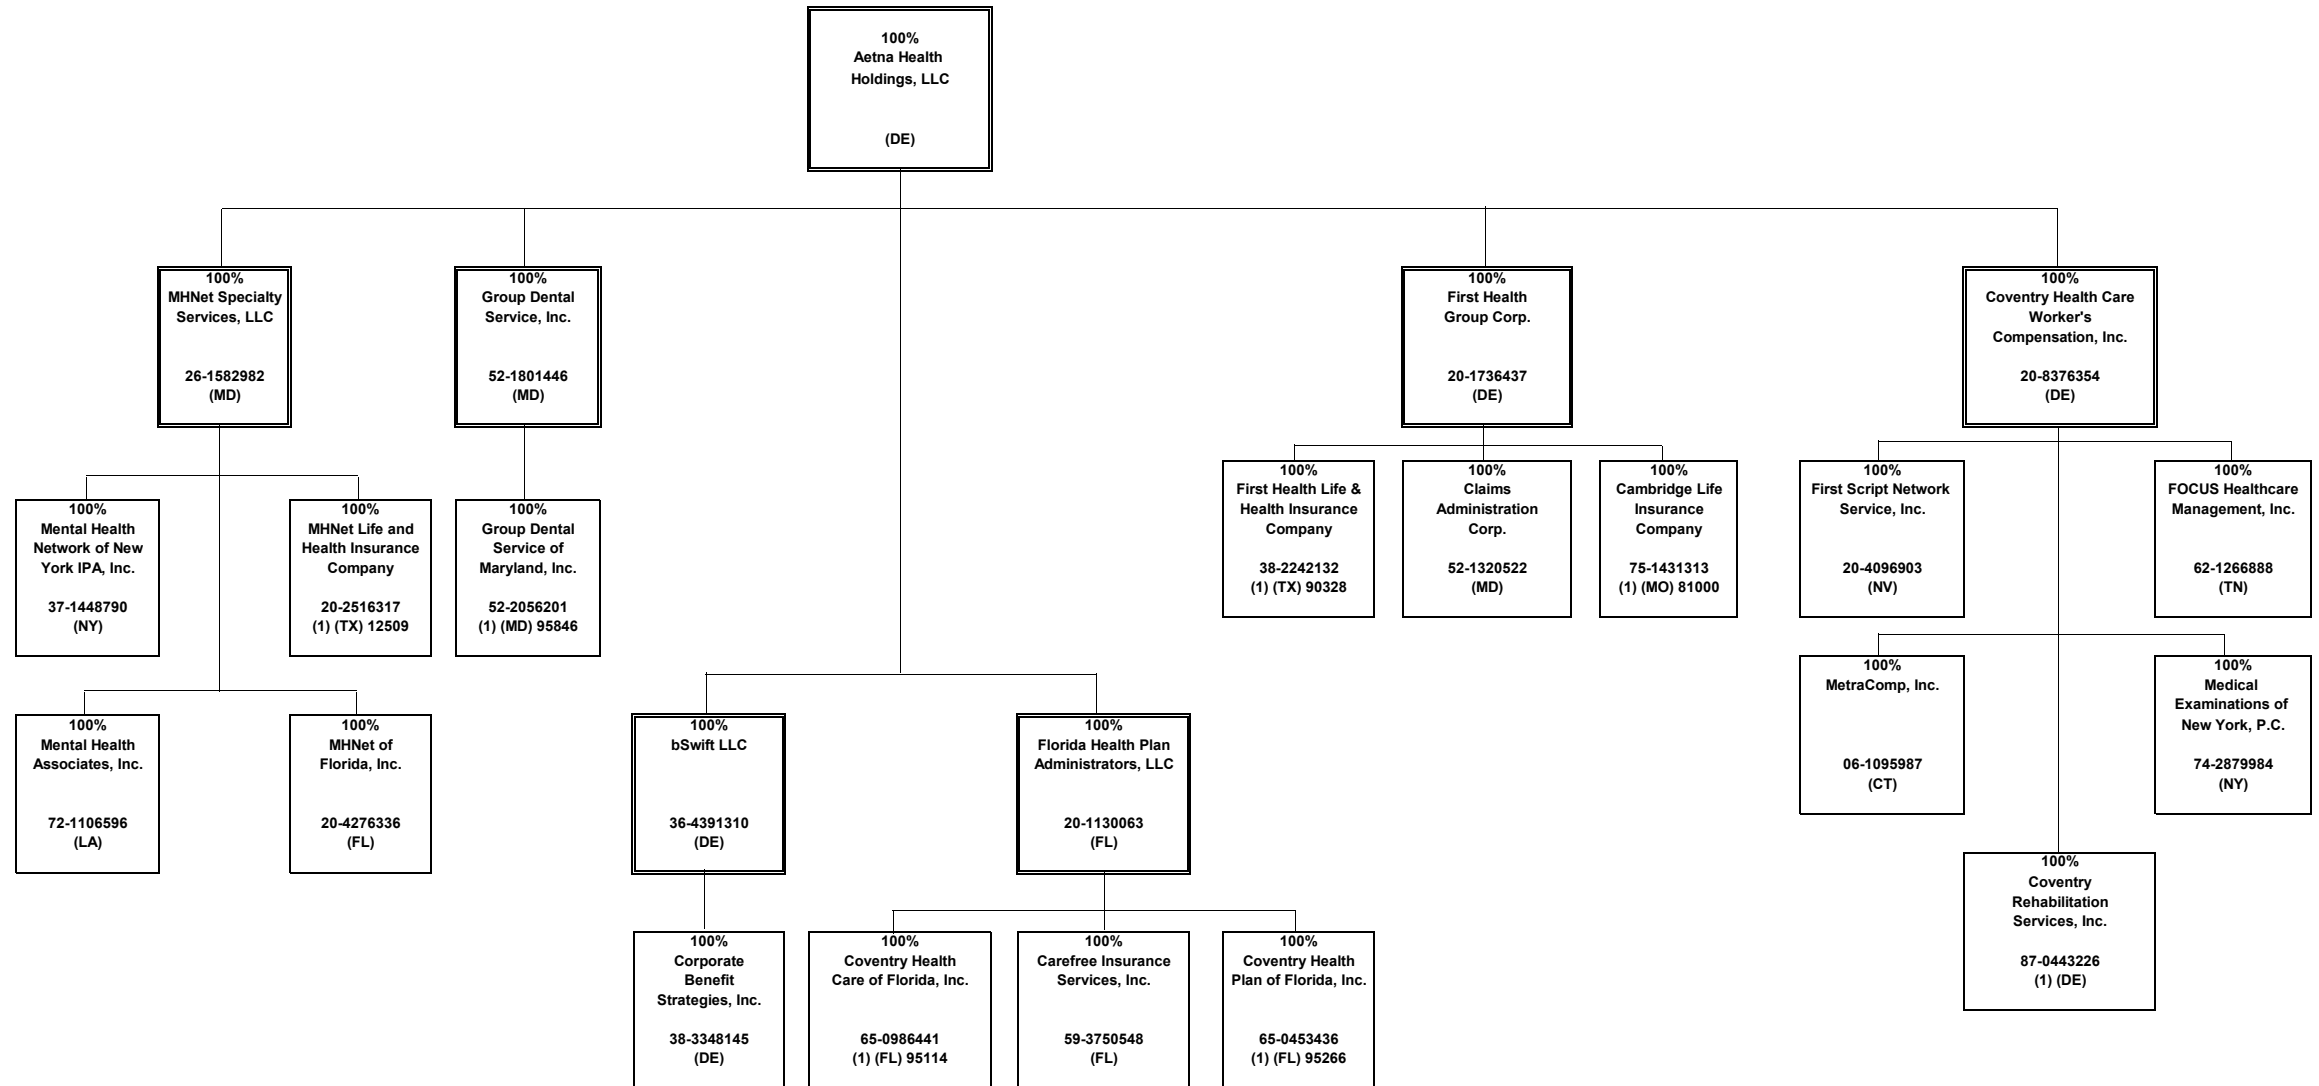 100%
Aetna Health
Holdings, LLC
(DE)
100%
MHNet Specialty
Services, LLC
26-1582982
(MD)
100%
Group Dental
Service, Inc.
52-1801446
(MD)
100%
First Health
Group Corp.
20-1736437
(DE)
100%
Coventry Health Care
Worker's
Compensation, Inc.
20-8376354
(DE)
100%
Mental Health
Network of New
York IPA, Inc.
37-1448790
(NY)
100%
MHNet Life and
Health Insurance
Company
20-2516317
(1) (TX) 12509
100%
Group Dental
Service of
Maryland, Inc.
52-2056201
(1) (MD) 95846
100%
First Health Life &
Health Insurance
Company
38-2242132
(1) (TX) 90328
100%
Claims
Administration
Corp.
52-1320522
(MD)
100%
Cambridge Life
Insurance
Company
75-1431313
(1) (MO) 81000
100%
First Script Network
Service, Inc.
20-4096903
(NV)
100%
FOCUS Healthcare
Management, Inc.
62-1266888
(TN)
100%
Mental Health
Associates, Inc.
72-1106596
(LA)
100%
MHNet of
Florida, Inc.
20-4276336
(FL)
100%
bSwift LLC
36-4391310
(DE)
100%
Florida Health Plan
Administrators, LLC
20-1130063
(FL)
100%
MetraComp, Inc.
06-1095987
(CT)
100%
Medical
Examinations of
New York, P.C.
74-2879984
(NY)
100%
Coventry
Rehabilitation
Services, Inc.
87-0443226
(1) (DE)
100%
Corporate
Benefit
Strategies, Inc.
38-3348145
(DE)
100%
Coventry Health
Care of Florida, Inc.
65-0986441
(1) (FL) 95114
100%
Carefree Insurance
Services, Inc.
59-3750548
(FL)
100%
Coventry Health
Plan of Florida, Inc.
65-0453436
(1) (FL) 95266